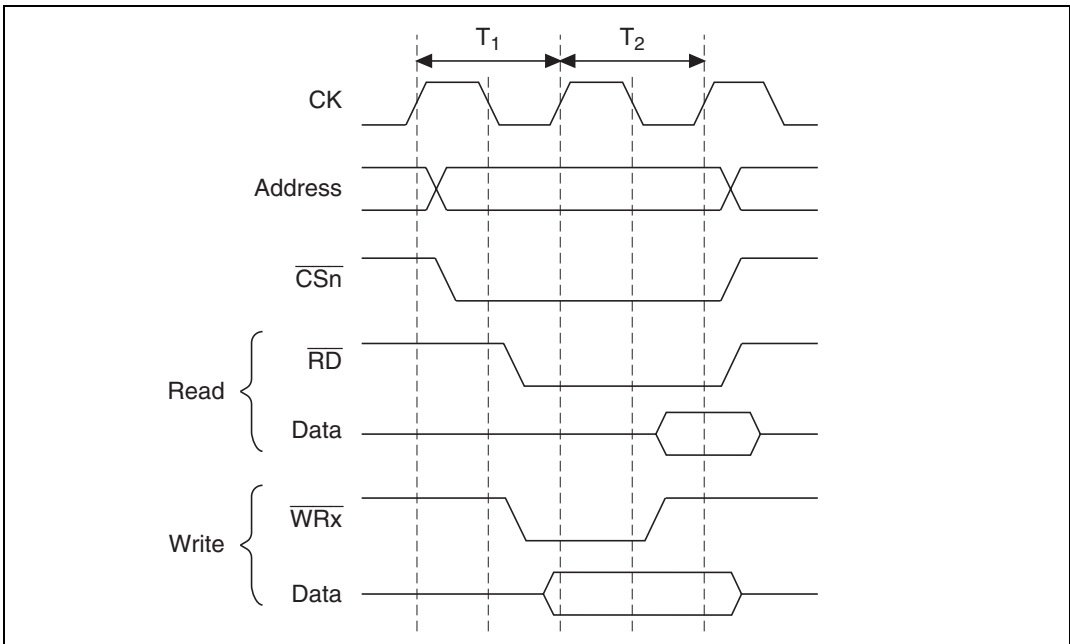 T1 T2
CK
Address
CSn
RD
Read
Data
WRx
Write
Data